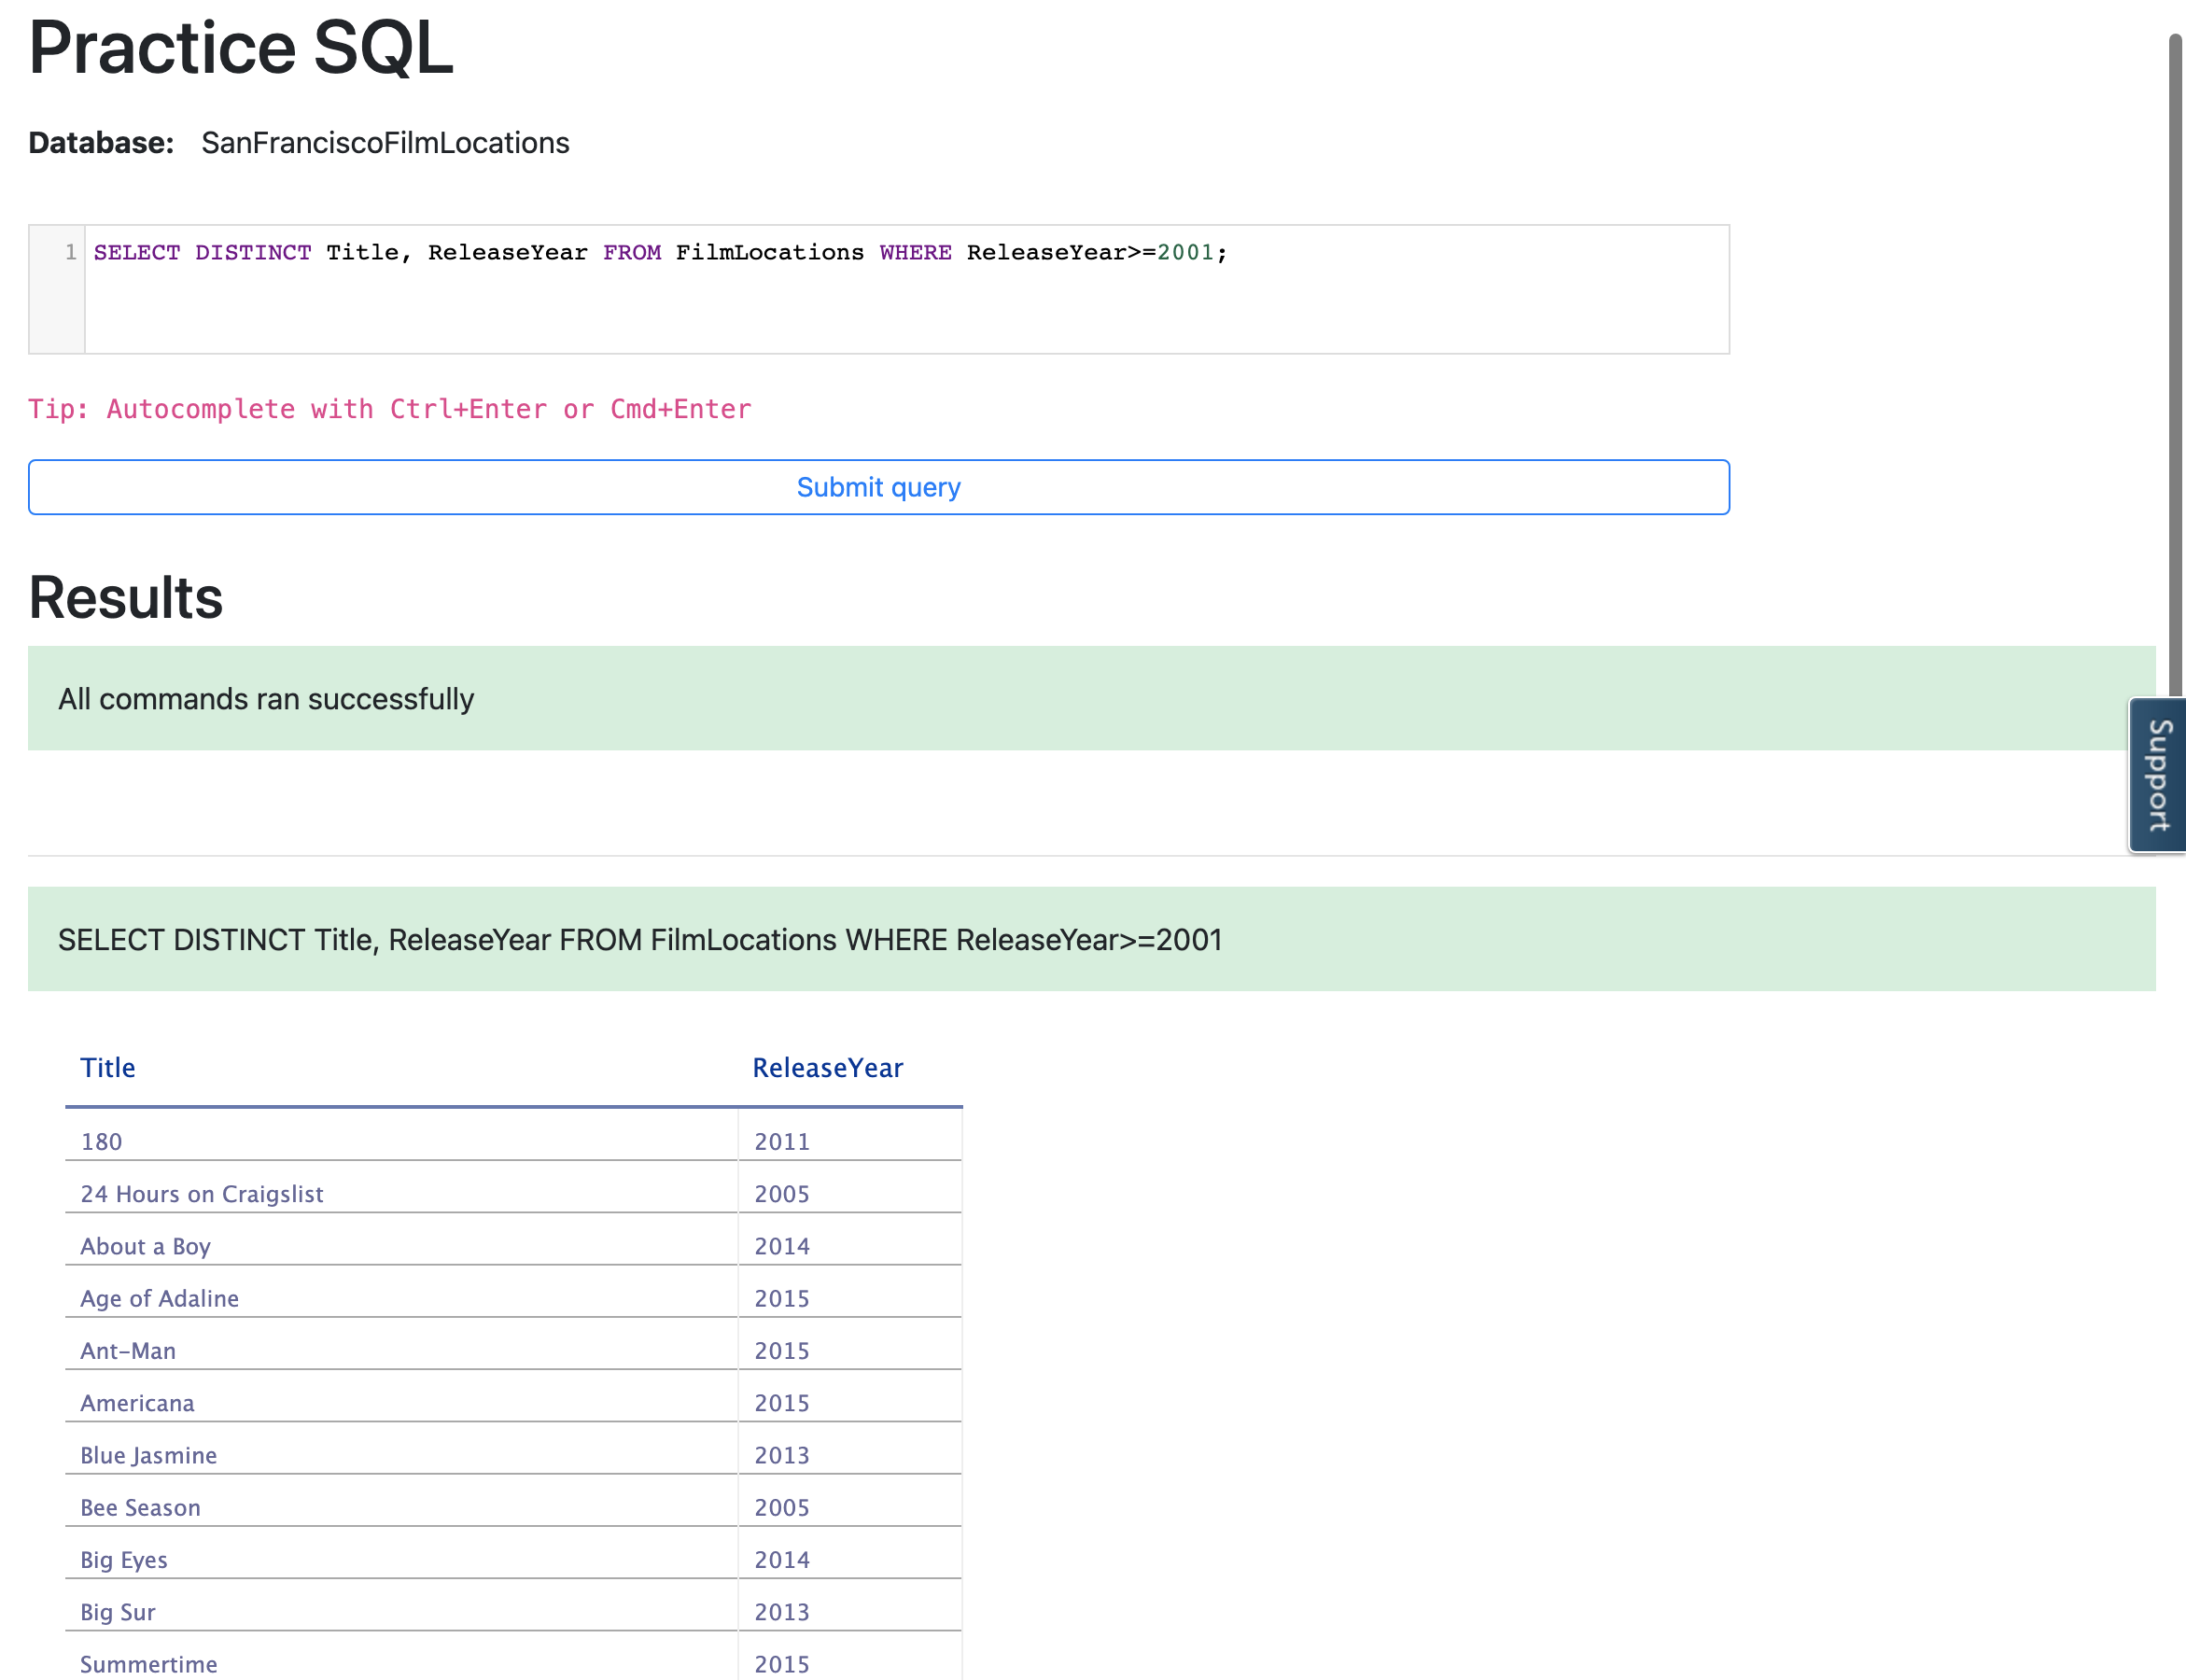 Practice SQL
Database: SanFranciscoFilmLocations
1 SELECT DISTINCT Title, ReleaseYear FROM FilmLocations WHERE ReleaseYear>=2001;
Tip: Autocomplete with Ctrl+Enter or Cmd+Enter
Submit query
Results
All commands ran successfully
Support
SELECT DISTINCT Title, ReleaseYear FROM FilmLocations WHERE ReleaseYear>=2001
Title ReleaseYear
180 2011
24 Hours on Craigslist 2005
About a Boy 2014
Age of Adaline 2015
Ant-Man 2015
Americana 2015
Blue Jasmine 2013
Bee Season 2005
Big Eyes 2014
Big Sur 2013
Summertime 2015